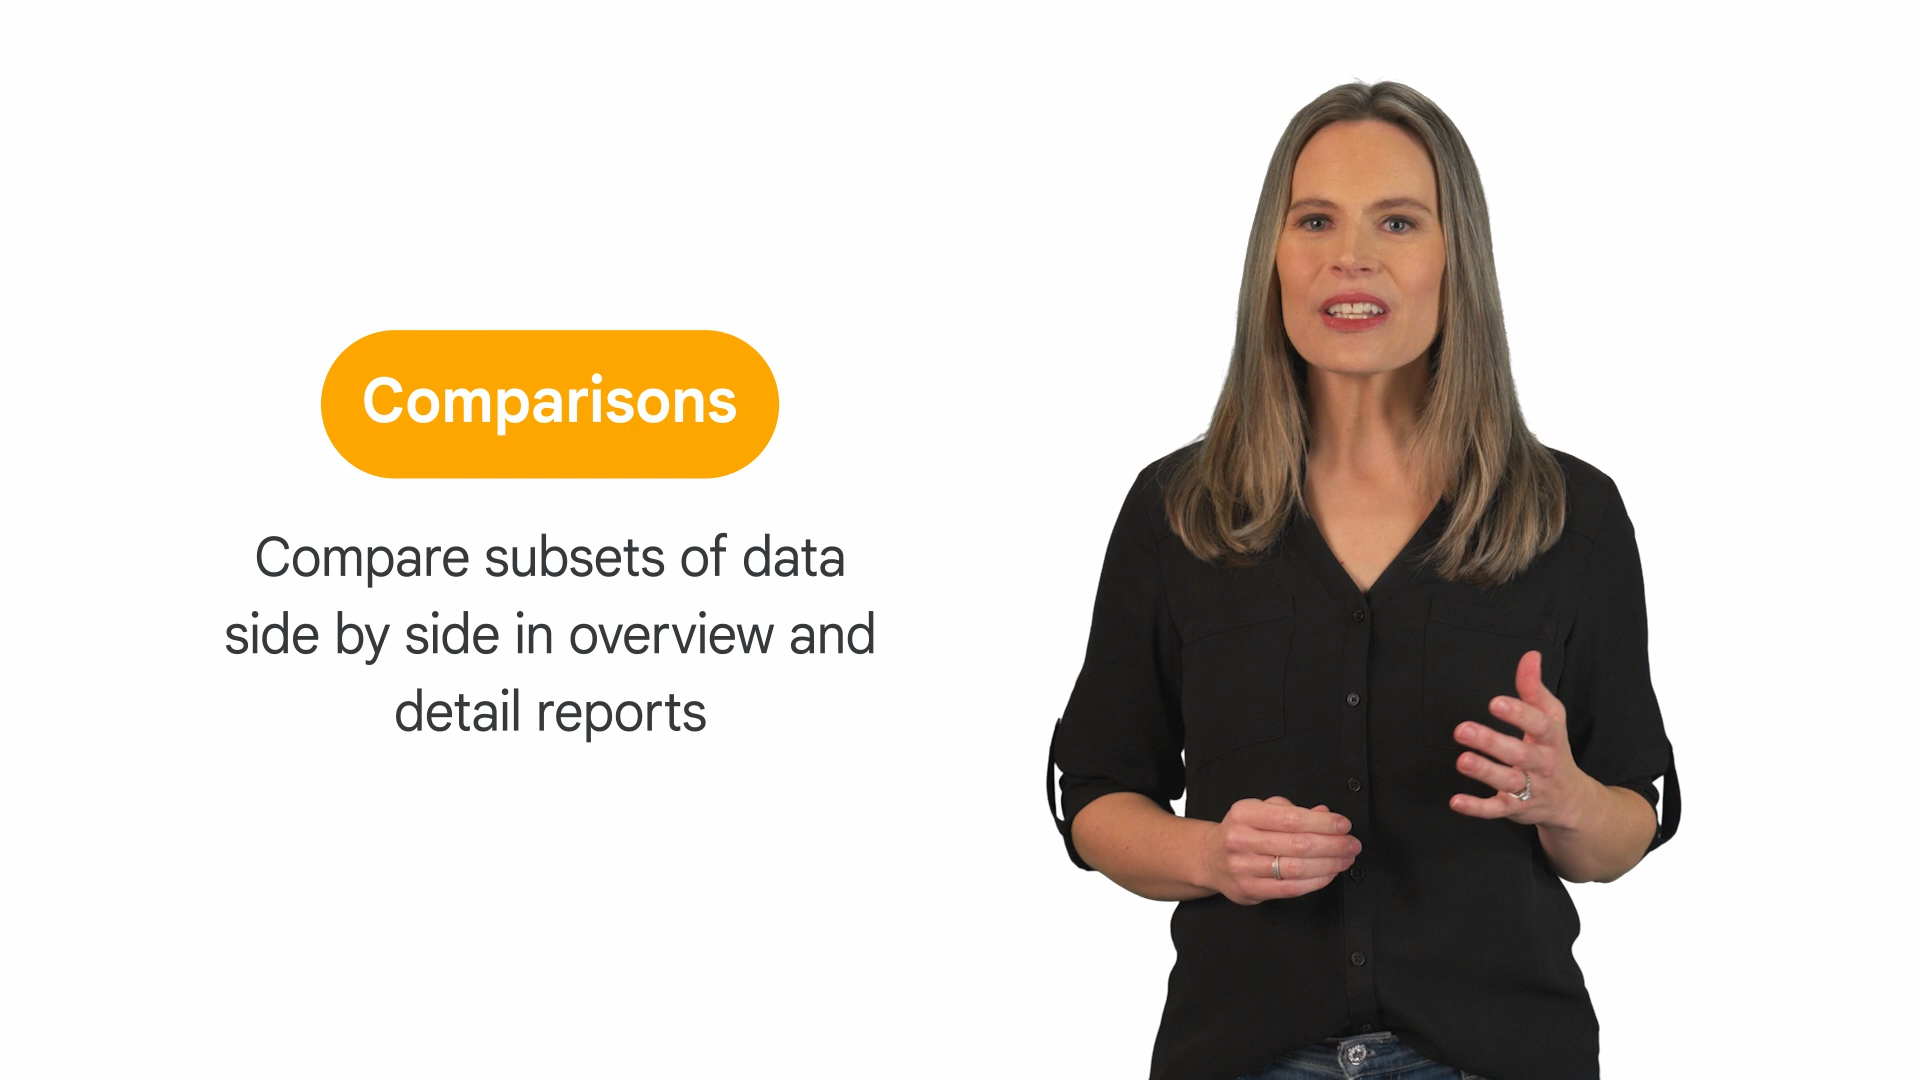 Comparisons
Compare subsets of data
side by side in overview and
detail reports